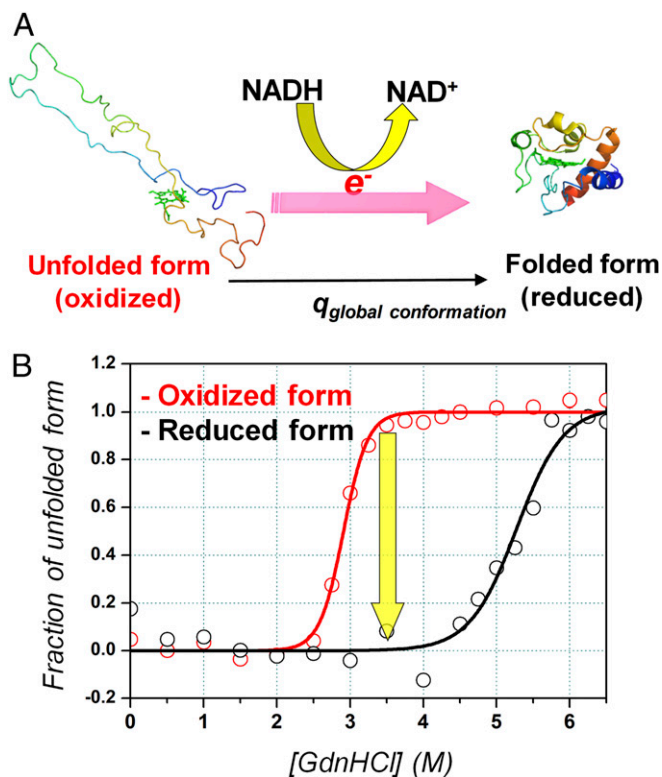 A
NADH NAD⁺
e⁻
Unfolded form
(oxidized)
Folded form
(reduced)
q global conformation
B
1.2
1.0
0.8
0.6
0.4
0.2
0.0
-0.2
Fraction of unfolded form
- Oxidized form
- Reduced form
0 1 2 3 4 5 6
[GdnHCl] (M)